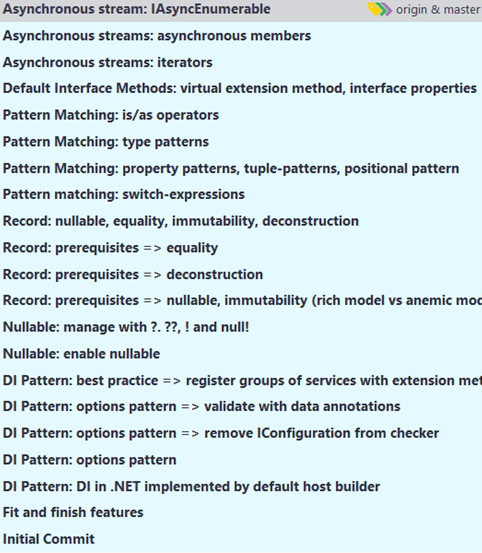 Asynchronous stream: IAsyncEnumerable origin & master
Asynchronous streams: asynchronous members
Asynchronous streams: iterators
Default Interface Methods: virtual extension method, interface properties
Pattern Matching: is/as operators
Pattern Matching: type patterns
Pattern Matching: property patterns, tuple-patterns, positional pattern
Pattern matching: switch-expressions
Record: nullable, equality, immutability, deconstruction
Record: prerequisites => equality
Record: prerequisites => deconstruction
Record: prerequisites => nullable, immutability (rich model vs anemic mod
Nullable: manage with ?. ??, ! and null!
Nullable: enable nullable
DI Pattern: best practice => register groups of services with extension met
DI Pattern: options pattern => validate with data annotations
DI Pattern: options pattern => remove IConfiguration from checker
DI Pattern: options pattern
DI Pattern: DI in .NET implemented by default host builder
Fit and finish features
Initial Commit